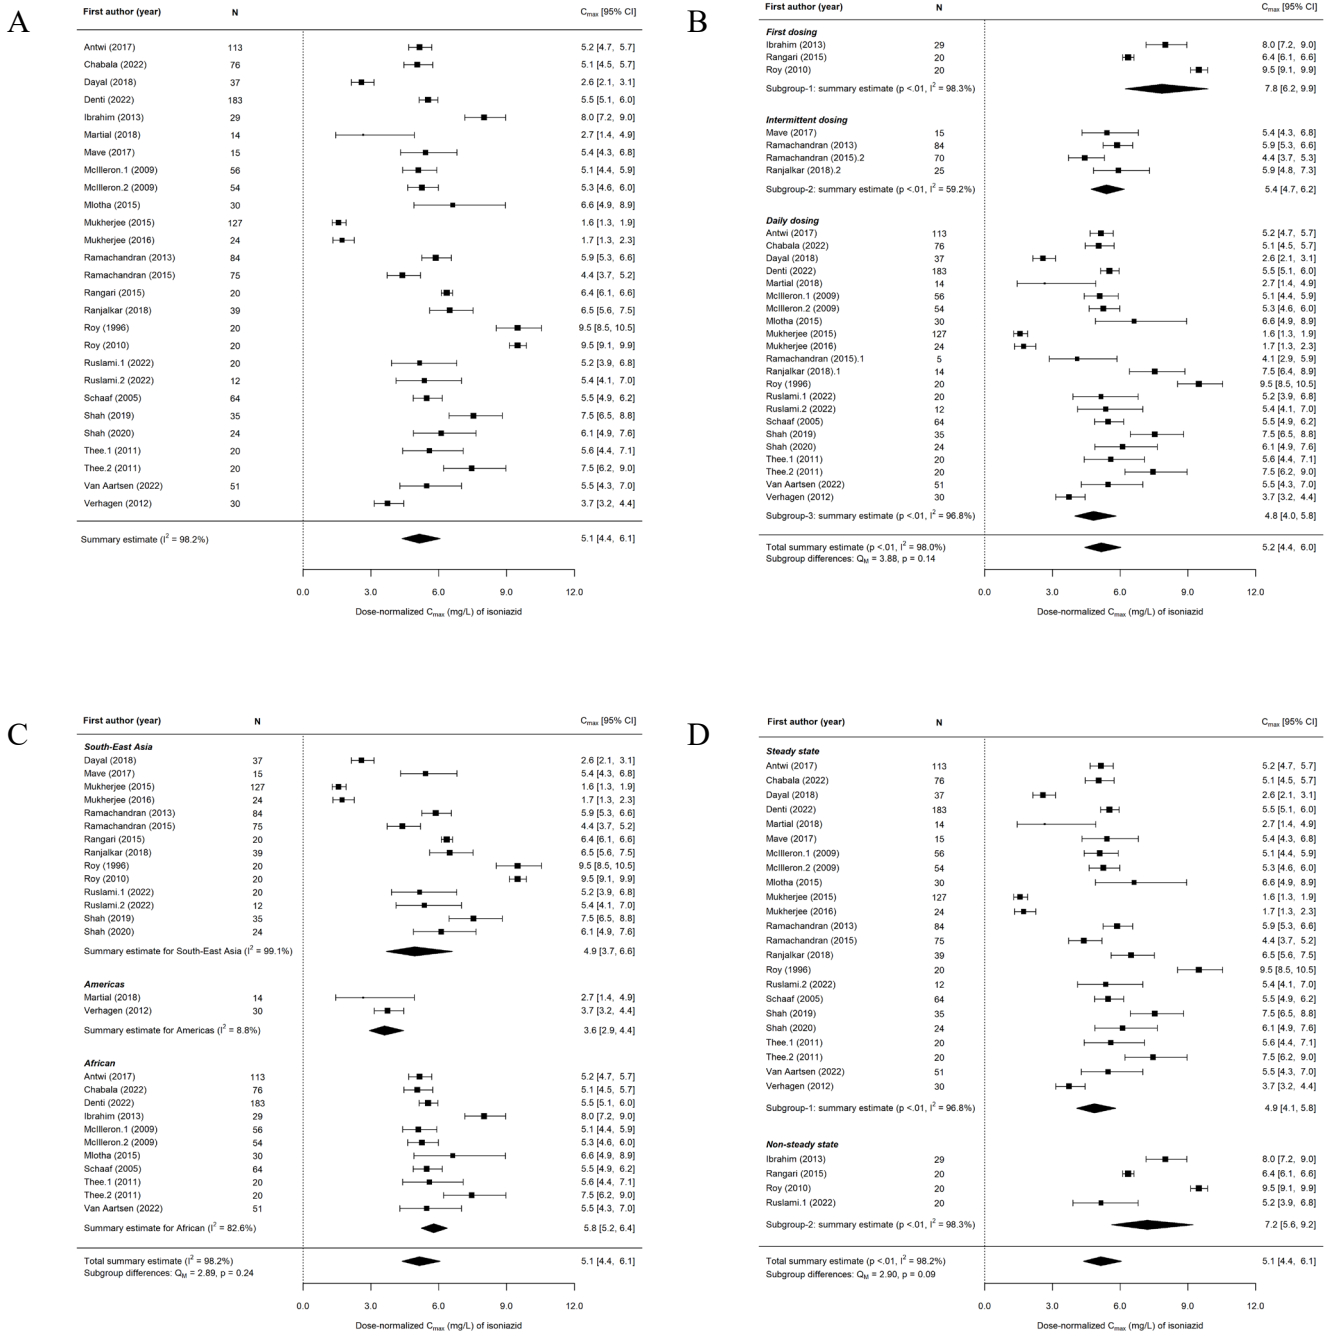 A
First author (year) N Cmax [95% CI]
Antwi (2017) 113 5.2 [4.7, 5.7]
Chabala (2022) 76 5.1 [4.5, 5.7]
Dayal (2018) 37 2.6 [2.1, 3.1]
Denti (2022) 183 5.5 [5.1, 6.0]
Ibrahim (2013) 29 8.0 [7.2, 9.0]
Martial (2018) 14 2.7 [1.4, 4.9]
Mave (2017) 15 5.4 [4.3, 6.8]
McIlleron.1 (2009) 56 5.1 [4.4, 5.9]
McIlleron.2 (2009) 54 5.3 [4.6, 6.0]
Mlotha (2015) 30 6.6 [4.9, 8.9]
Mukherjee (2015) 127 1.6 [1.3, 1.9]
Mukherjee (2016) 24 1.7 [1.3, 2.3]
Ramachandran (2013) 84 5.9 [5.3, 6.6]
Ramachandran (2015) 75 4.4 [3.7, 5.2]
Rangari (2015) 20 6.4 [6.1, 6.6]
Ranjalkar (2018) 39 6.5 [5.6, 7.5]
Roy (1996) 20 9.5 [8.5, 10.5]
Roy (2010) 20 9.5 [9.1, 9.9]
Ruslami.1 (2022) 20 5.2 [3.9, 6.8]
Ruslami.2 (2022) 12 5.4 [4.1, 7.0]
Schaaf (2005) 64 5.5 [4.9, 6.2]
Shah (2019) 35 7.5 [6.5, 8.8]
Shah (2020) 24 6.1 [4.9, 7.6]
Thee.1 (2011) 20 5.6 [4.4, 7.1]
Thee.2 (2011) 20 7.5 [6.2, 9.0]
Van Aartsen (2022) 51 5.5 [4.3, 7.0]
Verhagen (2012) 30 3.7 [3.2, 4.4]
Summary estimate (I² = 98.2%) 5.1 [4.4, 6.1]
0.0 3.0 6.0 9.0 12.0
Dose-normalized Cmax (mg/L) of isoniazid
B
First author (year) N Cmax [95% CI]
First dosing
Ibrahim (2013) 29 8.0 [7.2, 9.0]
Rangari (2015) 20 6.4 [6.1, 6.6]
Roy (2010) 20 9.5 [9.1, 9.9]
Subgroup-1: summary estimate (p <.01, I² = 98.3%) 7.8 [6.2, 9.9]
Intermittent dosing
Mave (2017) 15 5.4 [4.3, 6.8]
Ramachandran (2013) 84 5.9 [5.3, 6.6]
Ramachandran (2015).2 70 4.4 [3.7, 5.3]
Ranjalkar (2018).2 25 5.9 [4.8, 7.3]
Subgroup-2: summary estimate (p <.01, I² = 59.2%) 5.4 [4.7, 6.2]
Daily dosing
Antwi (2017) 113 5.2 [4.7, 5.7]
Chabala (2022) 76 5.1 [4.5, 5.7]
Dayal (2018) 37 2.6 [2.1, 3.1]
Denti (2022) 183 5.5 [5.1, 6.0]
Martial (2018) 14 2.7 [1.4, 4.9]
McIlleron.1 (2009) 56 5.1 [4.4, 5.9]
McIlleron.2 (2009) 54 5.3 [4.6, 6.0]
Mlotha (2015) 30 6.6 [4.9, 8.9]
Mukherjee (2015) 127 1.6 [1.3, 1.9]
Mukherjee (2016) 24 1.7 [1.3, 2.3]
Ramachandran (2015).1 5 4.1 [2.9, 5.9]
Ranjalkar (2018).1 14 7.5 [6.4, 8.9]
Roy (1996) 20 9.5 [8.5, 10.5]
Ruslami.1 (2022) 20 5.2 [3.9, 6.8]
Ruslami.2 (2022) 12 5.4 [4.1, 7.0]
Schaaf (2005) 64 5.5 [4.9, 6.2]
Shah (2019) 35 7.5 [6.5, 8.8]
Shah (2020) 24 6.1 [4.9, 7.6]
Thee.1 (2011) 20 5.6 [4.4, 7.1]
Thee.2 (2011) 20 7.5 [6.2, 9.0]
Van Aartsen (2022) 51 5.5 [4.3, 7.0]
Verhagen (2012) 30 3.7 [3.2, 4.4]
Subgroup-3: summary estimate (p <.01, I² = 96.8%) 4.8 [4.0, 5.8]
Total summary estimate (p <.01, I² = 98.0%) 5.2 [4.4, 6.0]
Subgroup differences: QM = 3.88, p = 0.14
0.0 3.0 6.0 9.0 12.0
Dose-normalized Cmax (mg/L) of isoniazid
C
First author (year) N Cmax [95% CI]
South-East Asia
Dayal (2018) 37 2.6 [2.1, 3.1]
Mave (2017) 15 5.4 [4.3, 6.8]
Mukherjee (2015) 127 1.6 [1.3, 1.9]
Mukherjee (2016) 24 1.7 [1.3, 2.3]
Ramachandran (2013) 84 5.9 [5.3, 6.6]
Ramachandran (2015) 75 4.4 [3.7, 5.2]
Rangari (2015) 20 6.4 [6.1, 6.6]
Ranjalkar (2018) 39 6.5 [5.6, 7.5]
Roy (1996) 20 9.5 [8.5, 10.5]
Roy (2010) 20 9.5 [9.1, 9.9]
Ruslami.1 (2022) 20 5.2 [3.9, 6.8]
Ruslami.2 (2022) 12 5.4 [4.1, 7.0]
Shah (2019) 35 7.5 [6.5, 8.8]
Shah (2020) 24 6.1 [4.9, 7.6]
Summary estimate for South-East Asia (I² = 99.1%) 4.9 [3.7, 6.6]
Americas
Martial (2018) 14 2.7 [1.4, 4.9]
Verhagen (2012) 30 3.7 [3.2, 4.4]
Summary estimate for Americas (I² = 8.8%) 3.6 [2.9, 4.4]
African
Antwi (2017) 113 5.2 [4.7, 5.7]
Chabala (2022) 76 5.1 [4.5, 5.7]
Denti (2022) 183 5.5 [5.1, 6.0]
Ibrahim (2013) 29 8.0 [7.2, 9.0]
McIlleron.1 (2009) 56 5.1 [4.4, 5.9]
McIlleron.2 (2009) 54 5.3 [4.6, 6.0]
Mlotha (2015) 30 6.6 [4.9, 8.9]
Schaaf (2005) 64 5.5 [4.9, 6.2]
Thee.1 (2011) 20 5.6 [4.4, 7.1]
Thee.2 (2011) 20 7.5 [6.2, 9.0]
Van Aartsen (2022) 51 5.5 [4.3, 7.0]
Summary estimate for African (I² = 82.6%) 5.8 [5.2, 6.4]
Total summary estimate (I² = 98.2%) 5.1 [4.4, 6.1]
Subgroup differences: QM = 2.89, p = 0.24
0.0 3.0 6.0 9.0 12.0
Dose-normalized Cmax (mg/L) of isoniazid
D
First author (year) N Cmax [95% CI]
Steady state
Antwi (2017) 113 5.2 [4.7, 5.7]
Chabala (2022) 76 5.1 [4.5, 5.7]
Dayal (2018) 37 2.6 [2.1, 3.1]
Denti (2022) 183 5.5 [5.1, 6.0]
Martial (2018) 14 2.7 [1.4, 4.9]
Mave (2017) 15 5.4 [4.3, 6.8]
McIlleron.1 (2009) 56 5.1 [4.4, 5.9]
McIlleron.2 (2009) 54 5.3 [4.6, 6.0]
Mlotha (2015) 30 6.6 [4.9, 8.9]
Mukherjee (2015) 127 1.6 [1.3, 1.9]
Mukherjee (2016) 24 1.7 [1.3, 2.3]
Ramachandran (2013) 84 5.9 [5.3, 6.6]
Ramachandran (2015) 75 4.4 [3.7, 5.2]
Ranjalkar (2018) 39 6.5 [5.6, 7.5]
Roy (1996) 20 9.5 [8.5, 10.5]
Ruslami.2 (2022) 12 5.4 [4.1, 7.0]
Schaaf (2005) 64 5.5 [4.9, 6.2]
Shah (2019) 35 7.5 [6.5, 8.8]
Shah (2020) 24 6.1 [4.9, 7.6]
Thee.1 (2011) 20 5.6 [4.4, 7.1]
Thee.2 (2011) 20 7.5 [6.2, 9.0]
Van Aartsen (2022) 51 5.5 [4.3, 7.0]
Verhagen (2012) 30 3.7 [3.2, 4.4]
Subgroup-1: summary estimate (p <.01, I² = 96.8%) 4.9 [4.1, 5.8]
Non-steady state
Ibrahim (2013) 29 8.0 [7.2, 9.0]
Rangari (2015) 20 6.4 [6.1, 6.6]
Roy (2010) 20 9.5 [9.1, 9.9]
Ruslami.1 (2022) 20 5.2 [3.9, 6.8]
Subgroup-2: summary estimate (p <.01, I² = 98.3%) 7.2 [5.6, 9.2]
Total summary estimate (p <.01, I² = 98.2%) 5.1 [4.4, 6.1]
Subgroup differences: QM = 2.90, p = 0.09
0.0 3.0 6.0 9.0 12.0
Dose-normalized Cmax (mg/L) of isoniazid